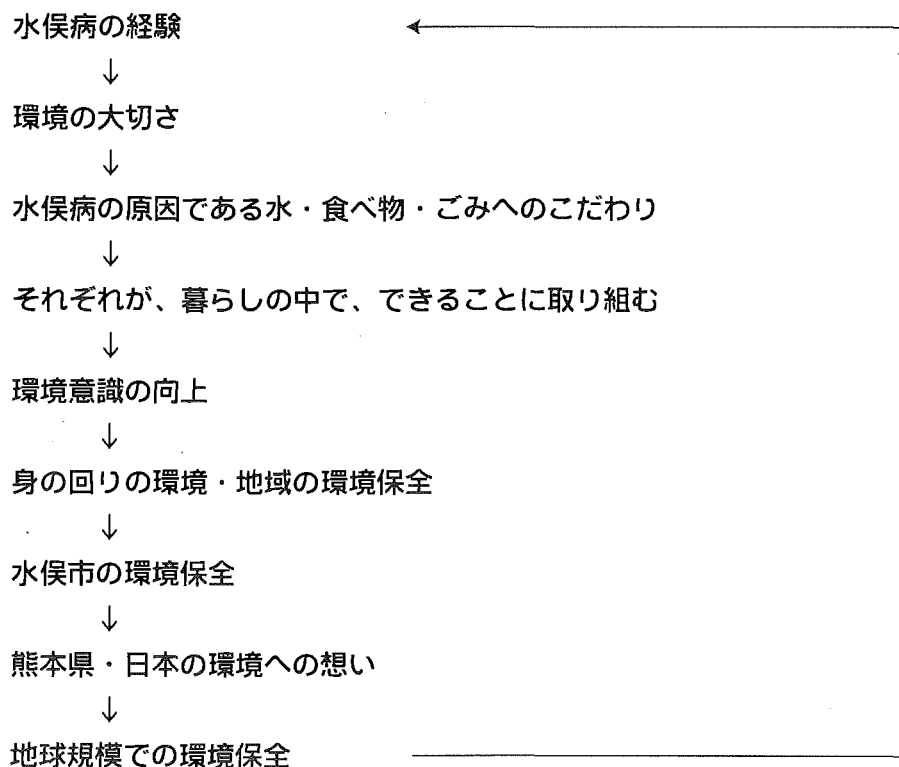 水俣病の経験
↓
環境の大切さ
↓
水俣病の原因である水・食べ物・ごみへのこだわり
↓
それぞれが、暮らしの中で、できることに取り組む
↓
環境意識の向上
↓
身の回りの環境・地域の環境保全
↓
水俣市の環境保全
↓
熊本県・日本の環境への想い
↓
地球規模での環境保全